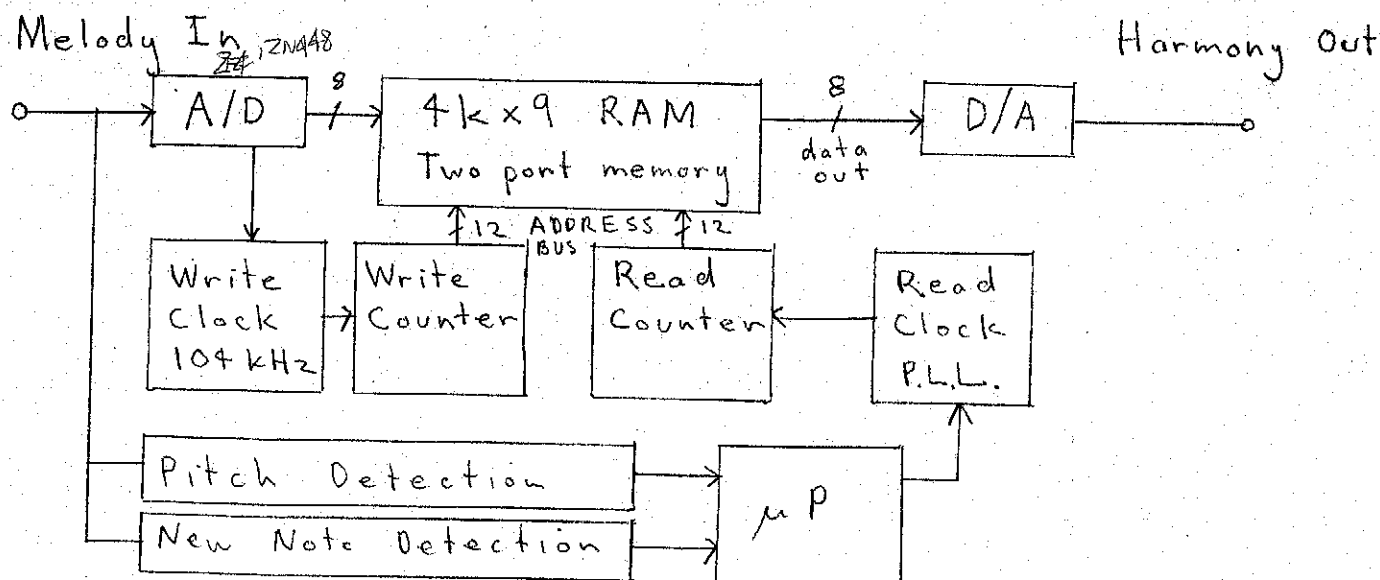 Melody In
ZN448
Harmony Out
A/D
8
4k x 9 RAM
Two port memory
8
data
out
D/A
12 ADDRESS 12
BUS
Write
Clock
104 kHz
Write
Counter
Read
Counter
Read
Clock
P.L.L.
Pitch Detection
μP
New Note Detection